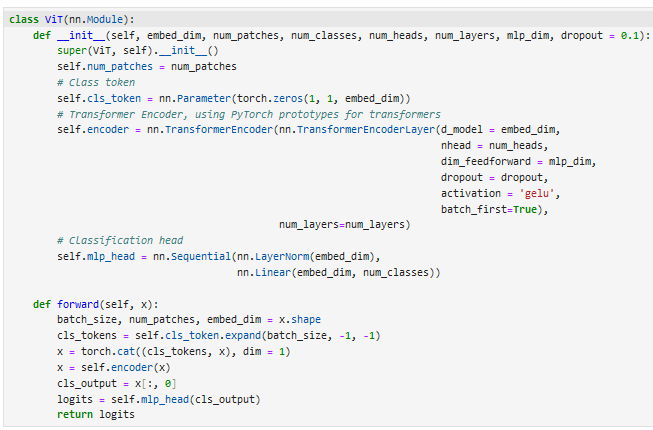 class ViT(nn.Module):
    def __init__(self, embed_dim, num_patches, num_classes, num_heads, num_layers, mlp_dim, dropout = 0.1):
        super(ViT, self).__init__()
        self.num_patches = num_patches
        # Class token
        self.cls_token = nn.Parameter(torch.zeros(1, 1, embed_dim))
        # Transformer Encoder, using PyTorch prototypes for transformers
        self.encoder = nn.TransformerEncoder(nn.TransformerEncoderLayer(d_model = embed_dim,
                                                                        nhead = num_heads,
                                                                        dim_feedforward = mlp_dim,
                                                                        dropout = dropout,
                                                                        activation = 'gelu',
                                                                        batch_first=True),
                                             num_layers=num_layers)
        # Classification head
        self.mlp_head = nn.Sequential(nn.LayerNorm(embed_dim),
                                      nn.Linear(embed_dim, num_classes))

    def forward(self, x):
        batch_size, num_patches, embed_dim = x.shape
        cls_tokens = self.cls_token.expand(batch_size, -1, -1)
        x = torch.cat((cls_tokens, x), dim = 1)
        x = self.encoder(x)
        cls_output = x[:, 0]
        logits = self.mlp_head(cls_output)
        return logits